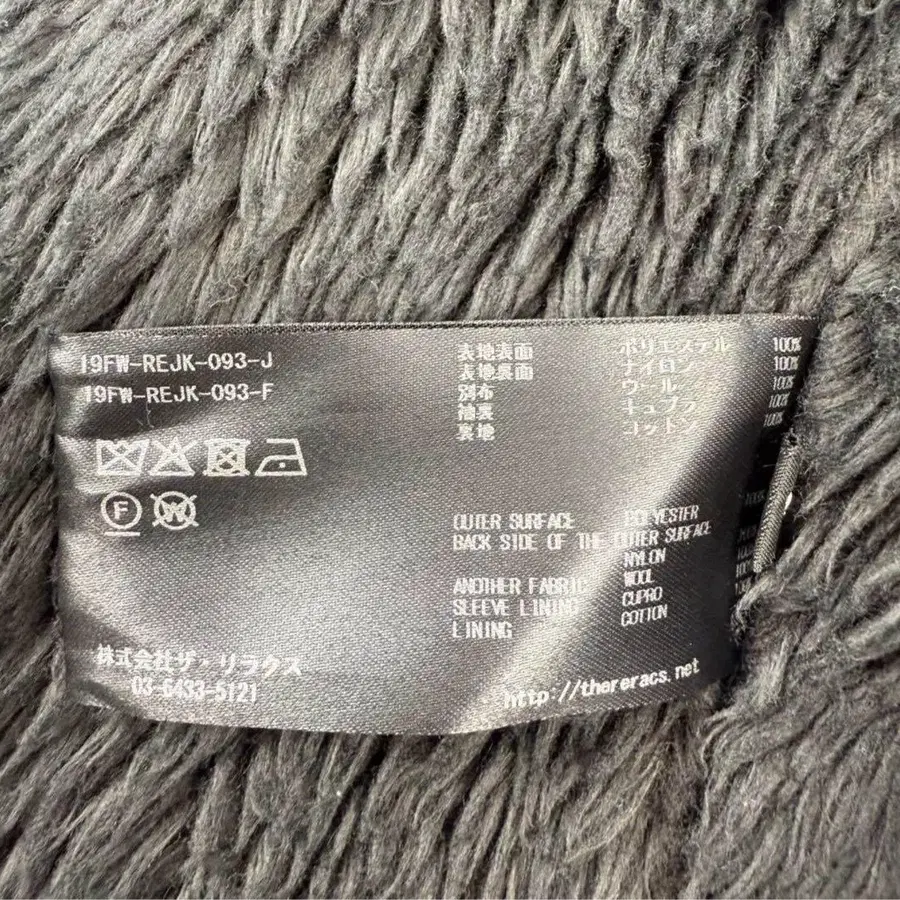 19FW-REJK-093-J
19FW-REJK-093-F
表地表面 ポリエステル 100%
表地裏面 ナイロン 100%
別布 ウール 100%
袖裏 キュプラ 100%
裏地 コットン 100%
F
W
OUTER SURFACE POLYESTER
BACK SIDE OF THE OUTER SURFACE
NYLON
ANOTHER FABRIC WOOL
SLEEVE LINING CUPRO
LINING COTTON
株式会社ザ・リラクス
03-6433-5121
http://thereracs.net